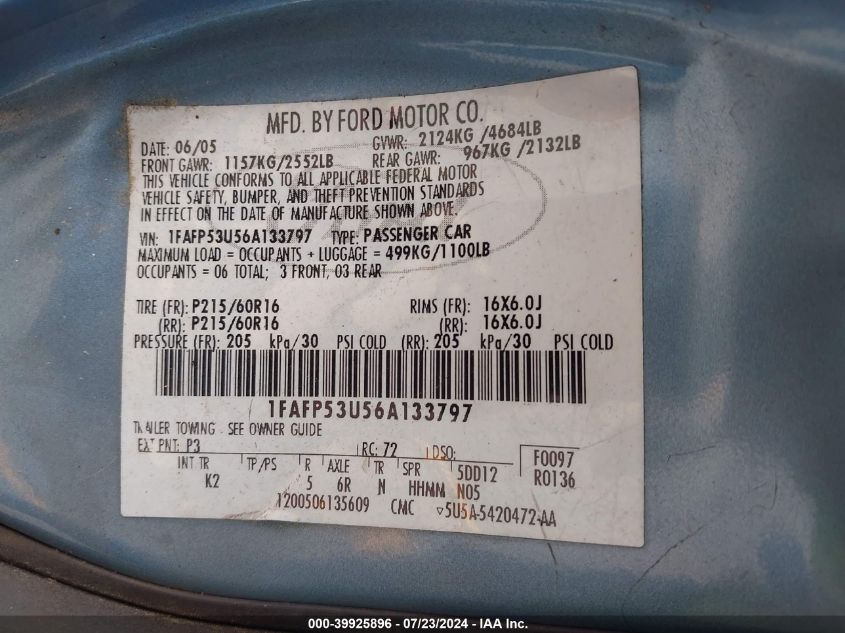 MFD. BY FORD MOTOR CO.
DATE: 06/05 GVWR: 2124KG /4684LB
FRONT GAWR: 1157KG/2552LB REAR GAWR: 967KG /2132LB
THIS VEHICLE CONFORMS TO ALL APPLICABLE FEDERAL MOTOR
VEHICLE SAFETY, BUMPER, AND THEFT PREVENTION STANDARDS
IN EFFECT ON THE DATE OF MANUFACTURE SHOWN ABOVE.
VIN: 1FAFP53U56A133797 TYPE: PASSENGER CAR
MAXIMUM LOAD = OCCUPANTS + LUGGAGE = 499KG/1100LB
OCCUPANTS = 06 TOTAL; 3 FRONT, 03 REAR
TIRE (FR): P215/60R16 RIMS (FR): 16X6.0J
(RR): P215/60R16 (RR): 16X6.0J
PRESSURE (FR): 205 kPa/30 PSI COLD (RR): 205 kPa/30 PSI COLD
1FAFP53U56A133797
TRAILER TOWING - SEE OWNER GUIDE
EXT PNT: P3 RC: 72 DSO: F0097
INT TR TP/PS R AXLE TR SPR 5DD12 R0136
K2 5 6R N HHMM N05
1200506135609 CMC ▽5U5A-5420472-AA
000-39925896 / 07/23/2024 / IAA Inc.